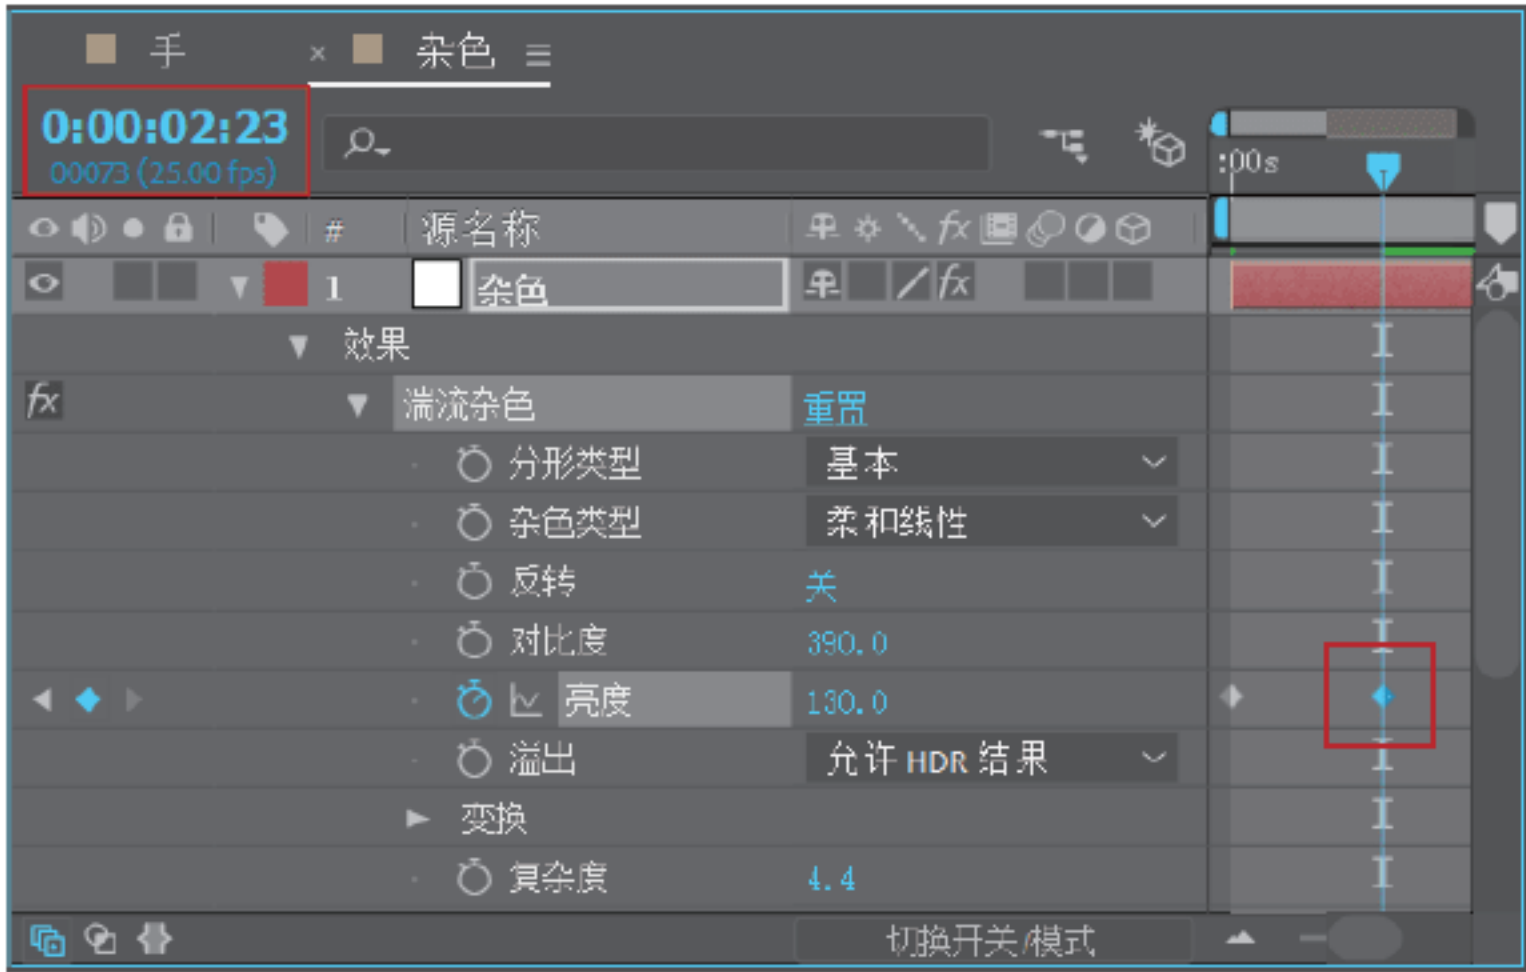 手
× 杂色
0:00:02:23
00073 (25.00 fps)
:00s
# 源名称 fx
1 杂色 fx
效果
fx 湍流杂色 重置
分形类型 基本
杂色类型 柔和线性
反转 关
对比度 390.0
亮度 130.0
溢出 允许 HDR 结果
变换
复杂度 4.4
切换开关/模式